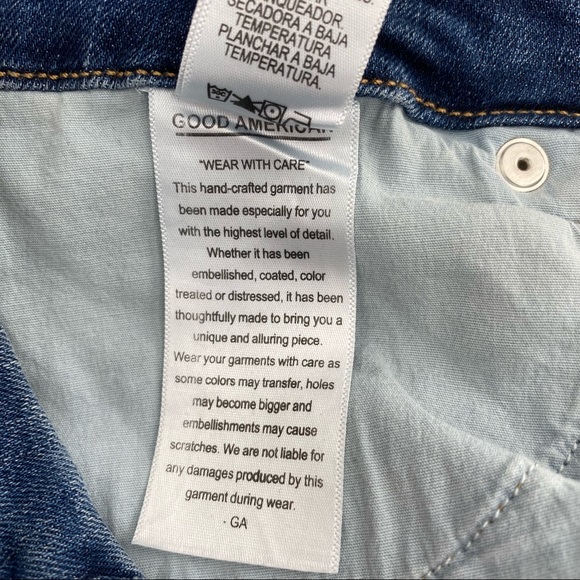 NQUEADOR.
SECADORA A BAJA
TEMPERATURA
PLANCHAR A BAJA
TEMPERATURA.
GOOD AMERICAN
"WEAR WITH CARE"
This hand-crafted garment has
been made especially for you
with the highest level of detail.
Whether it has been
embellished, coated, color
treated or distressed, it has been
thoughtfully made to bring you a
unique and alluring piece.
Wear your garments with care as
some colors may transfer, holes
may become bigger and
embellishments may cause
scratches. We are not liable for
any damages produced by this
garment during wear.
- GA